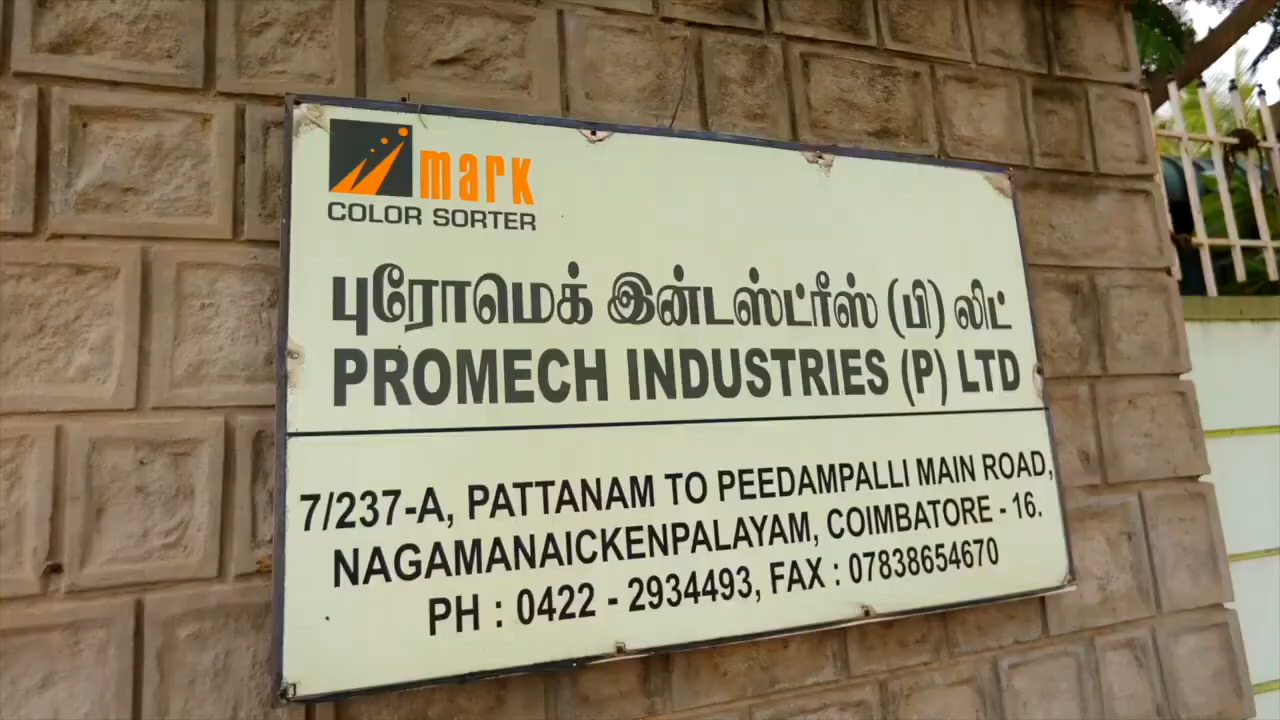 mark
COLOR SORTER
புரோமெக் இன்டஸ்ட்ரீஸ் (பி) லிட்
PROMECH INDUSTRIES (P) LTD
7/237-A, PATTANAM TO PEEDAMPALLI MAIN ROAD,
NAGAMANAICKENPALAYAM, COIMBATORE - 16.
PH : 0422 - 2934493, FAX : 07838654670